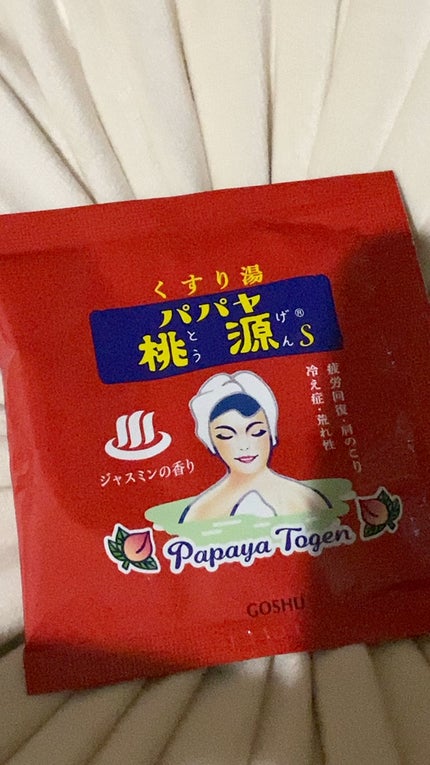 くすり湯
パパヤ
桃源® S
とう げん
疲労回復・肩のこり
冷え症・荒れ性
ジャスミンの香り
Papaya Togen
GOSHU